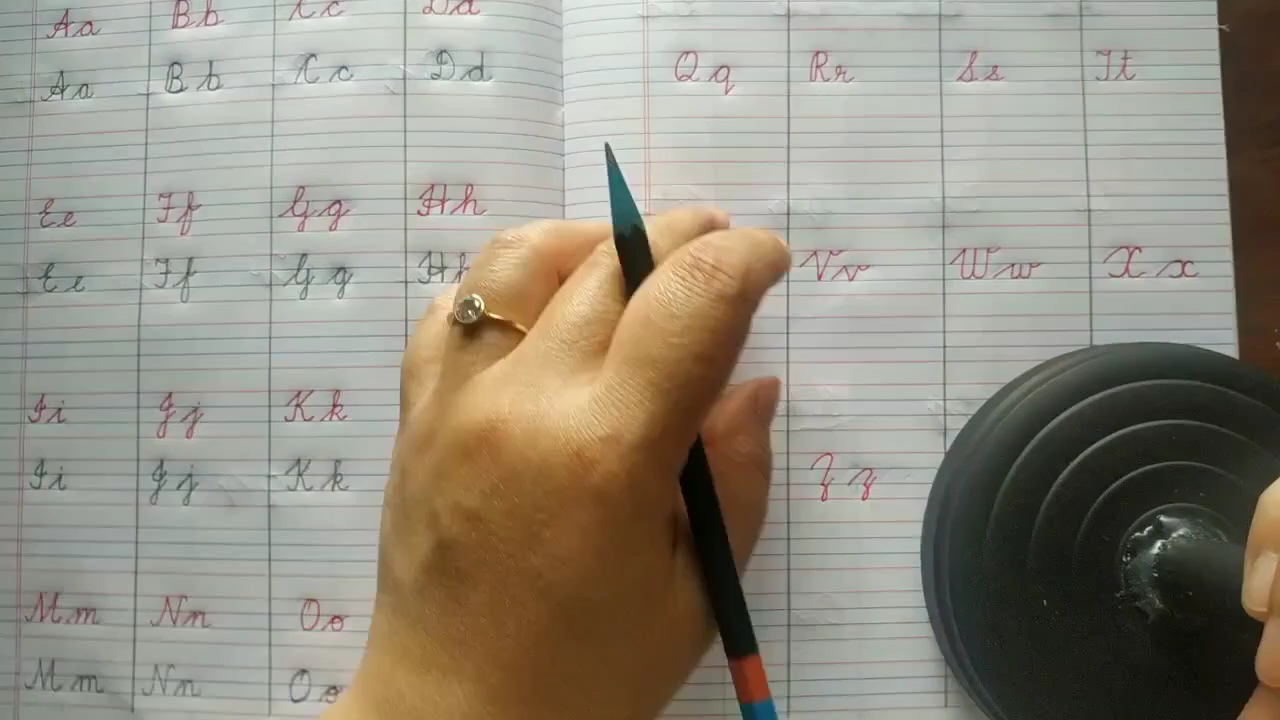 Aa Bb Cc Dd
Aa Bb Cc Dd
Ee Ff Gg Hh
Ee Ff Gg Hh
Ii Jj Kk
Ii Jj Kk
Mm Nn Oo
Mm Nn Oo
Qq Rr Ss Tt
Vv Ww Xx
Zz